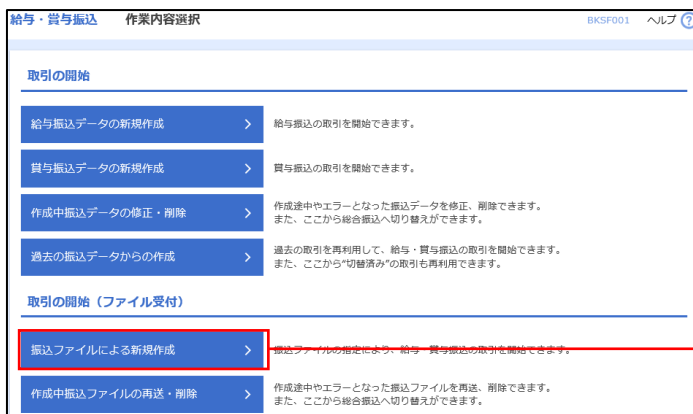 給与・賞与振込 作業内容選択 BKSF001 ヘルプ ?
取引の開始
給与振込データの新規作成 > 給与振込の取引を開始できます。
賞与振込データの新規作成 > 賞与振込の取引を開始できます。
作成中振込データの修正・削除 > 作成途中やエラーとなった振込データを修正、削除できます。
また、ここから総合振込へ切り替えができます。
過去の振込データからの作成 > 過去の取引を再利用して、給与・賞与振込の取引を開始できます。
また、ここから“切替済み”の取引も再利用できます。
取引の開始（ファイル受付）
振込ファイルによる新規作成 > 振込ファイルの指定により、給与・賞与振込の取引を開始できます。
作成中振込ファイルの再送・削除 > 作成途中やエラーとなった振込ファイルを再送、削除できます。
また、ここから総合振込へ切り替えができます。